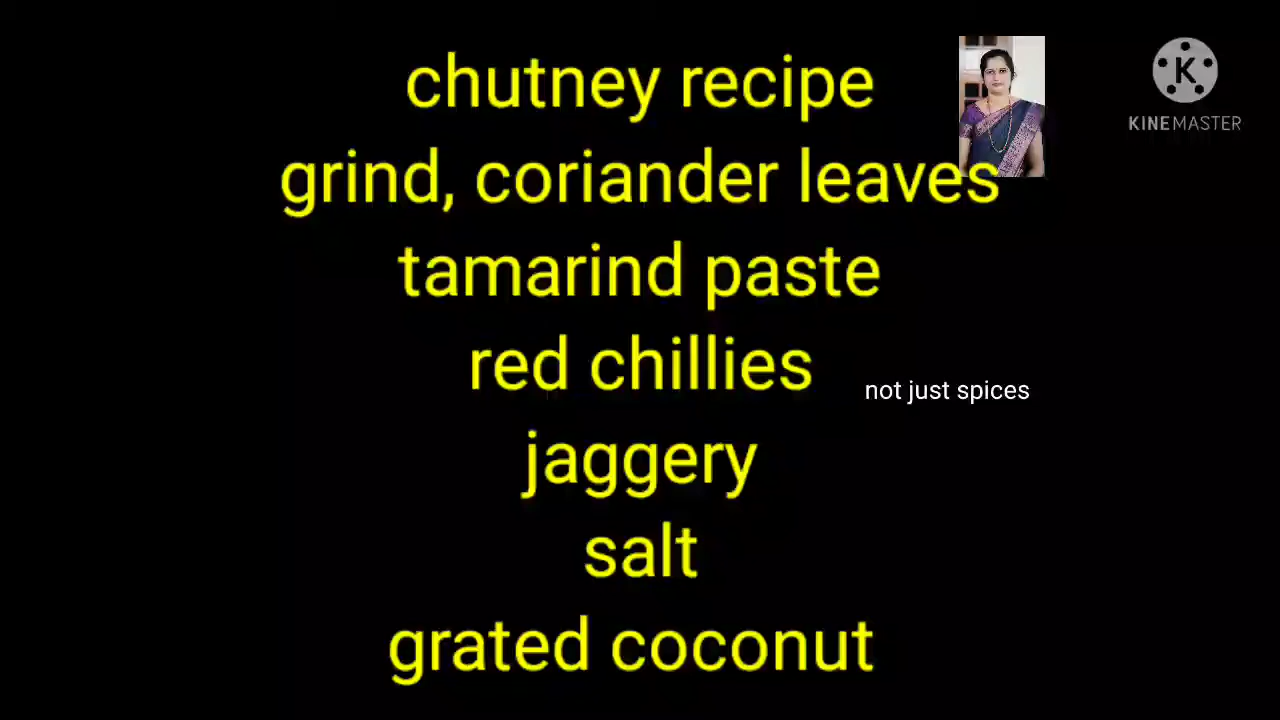 chutney recipe
KINEMASTER
grind, coriander leaves
tamarind paste
red chillies
not just spices
jaggery
salt
grated coconut